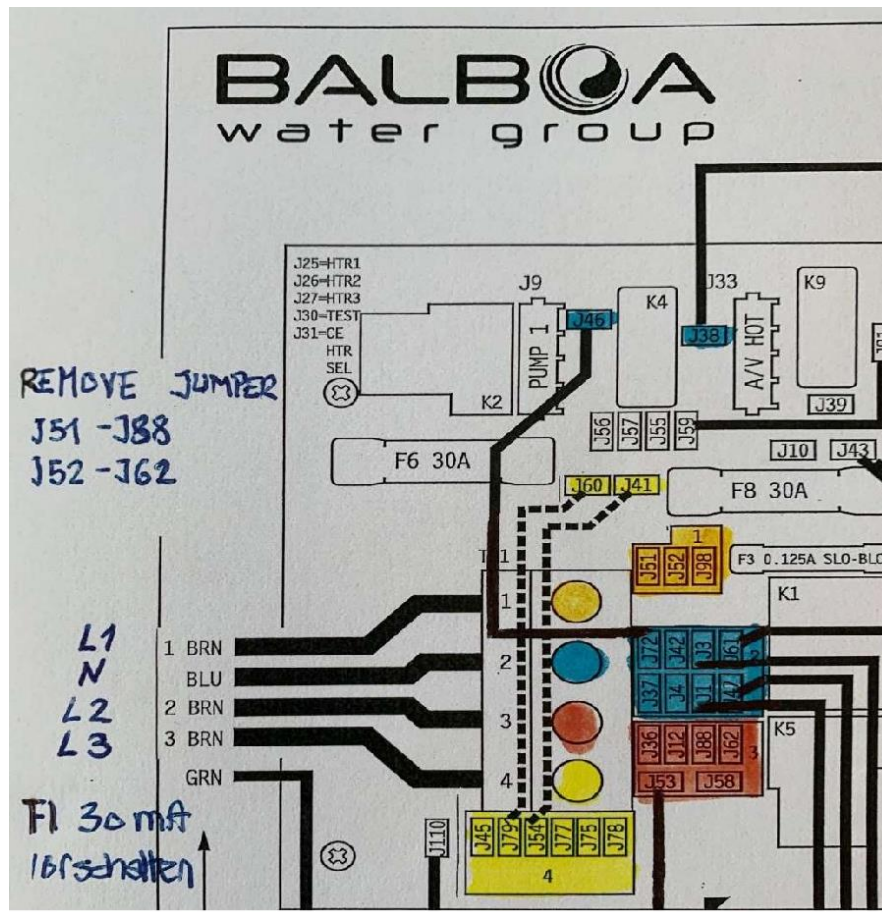 BALBOA
water group
J25=HTR1
J26=HTR2
J27=HTR3
J30=TEST
J31=CE
HTR
SEL
J9
J33
K9
K4
J46
J38
PUMP 1
A/V HOT
K2
J39
J56
J57
J55
J59
J10
J43
REMOVE JUMPER
J51 - J88
J52 - J62
F6 30A
F8 30A
J60
J41
1
J51
J52
J98
F3 0.125A SLO-BLO
K1
1
2
3
4
J72
J42
J3
J61
2
J37
J4
J1
J47
J36
J12
J88
J62
3
J53
J58
K5
L1
1 BRN
N
BLU
L2
2 BRN
L3
3 BRN
GRN
FI 30mA
Vorschalten
J110
J45
J79
J54
J77
J75
J78
4